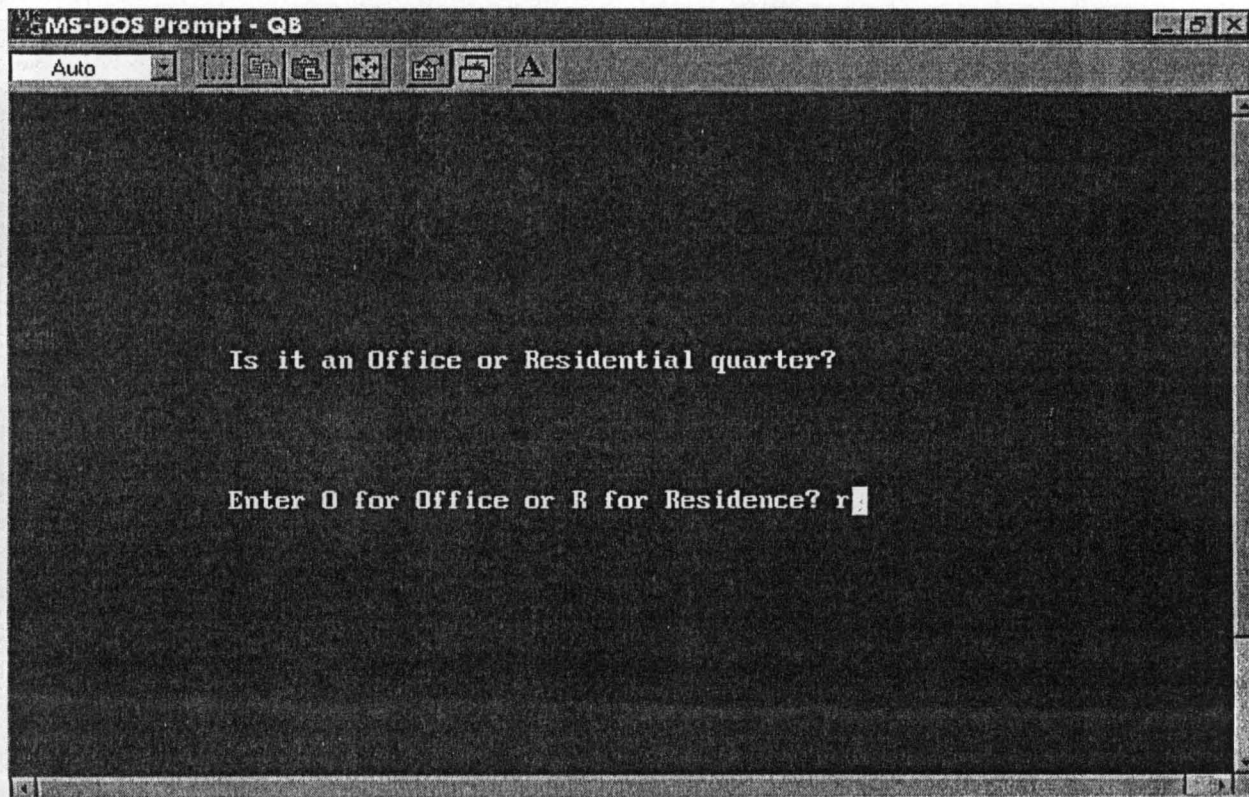 MS-DOS Prompt - QB
Auto
A
Is it an Office or Residential quarter?
Enter O for Office or R for Residence? r